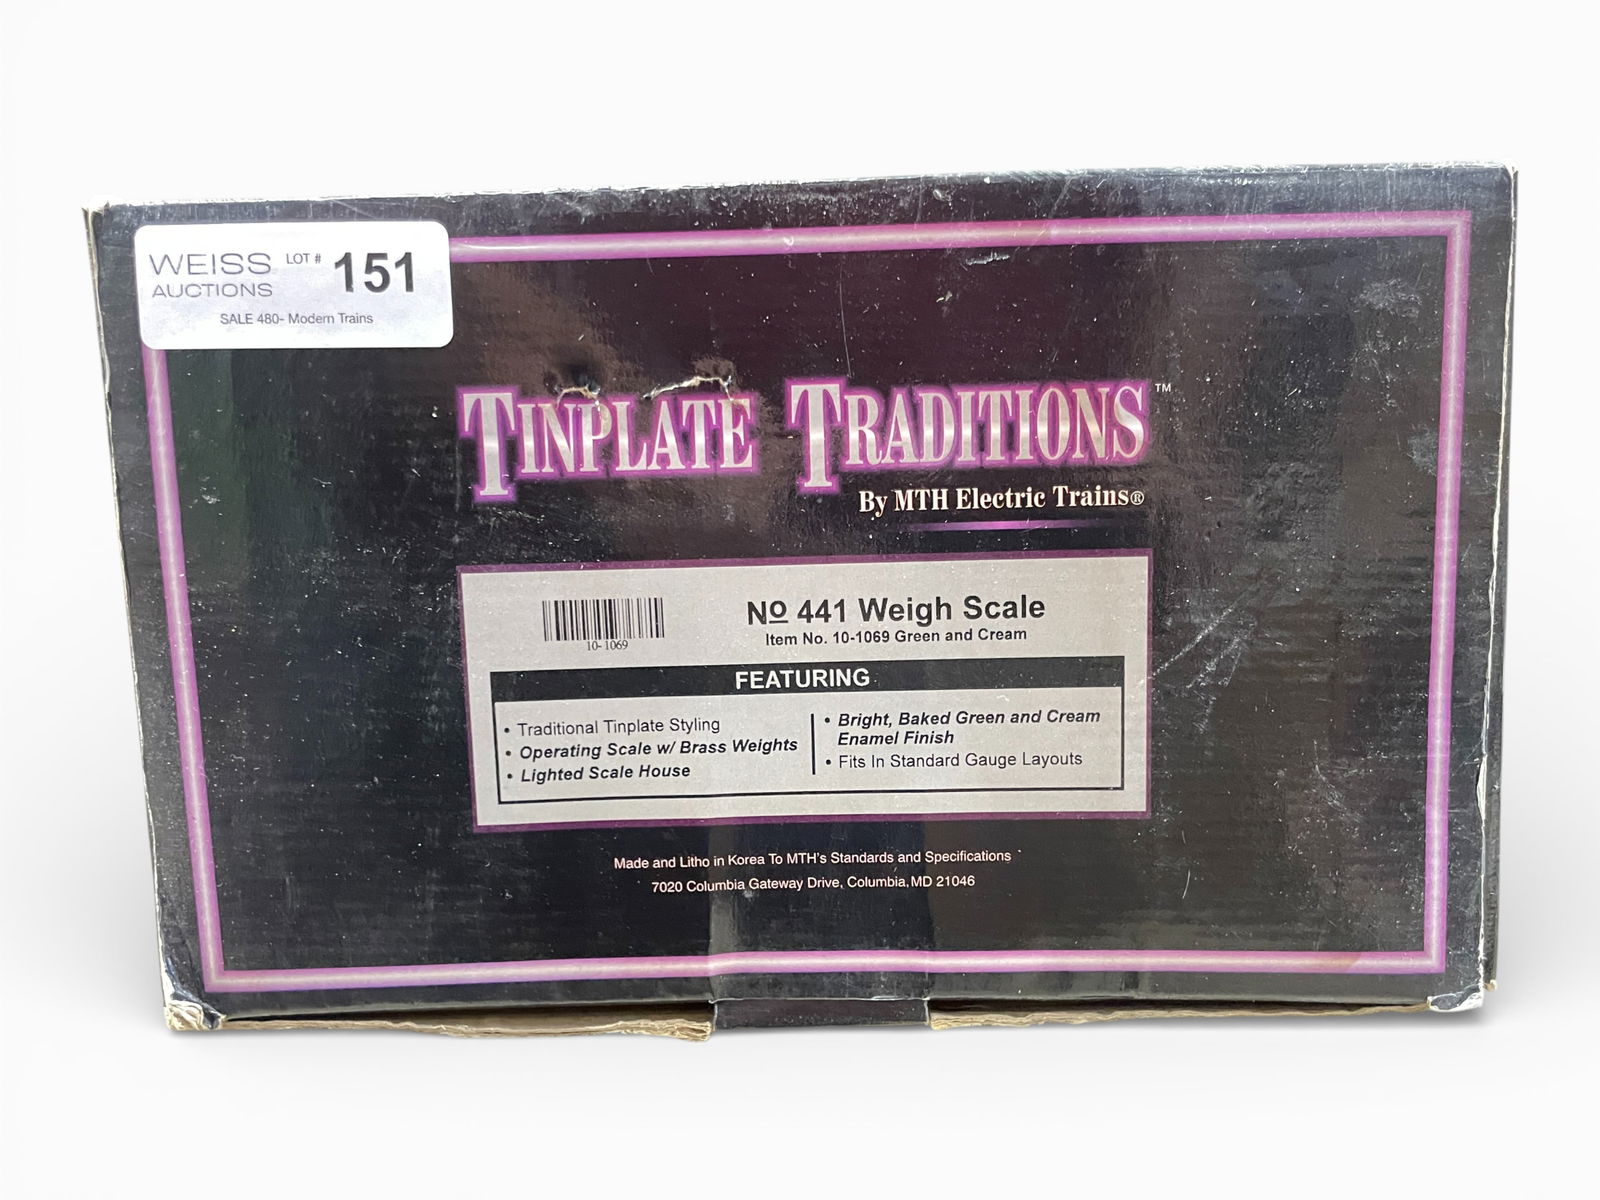 WEISS AUCTIONS LOT # 151
SALE 480- Modern Trains
TINPLATE TRADITIONS™
By MTH Electric Trains®
10-1069
Nº 441 Weigh Scale
Item No. 10-1069 Green and Cream
FEATURING
• Traditional Tinplate Styling
• Operating Scale w/ Brass Weights
• Lighted Scale House
• Bright, Baked Green and Cream
Enamel Finish
• Fits In Standard Gauge Layouts
Made and Litho in Korea To MTH's Standards and Specifications
7020 Columbia Gateway Drive, Columbia, MD 21046